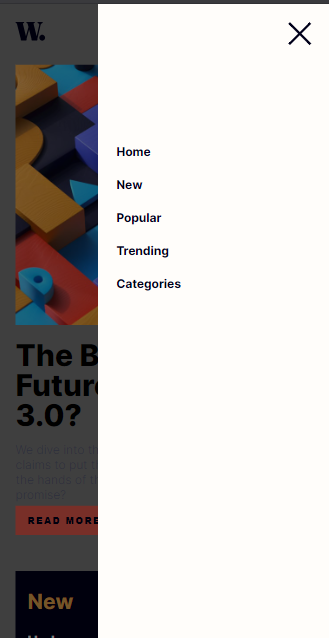 W.
Home
New
Popular
Trending
Categories
The B
Future
3.0?
We dive into th
claims to put t
the hands of th
promise?
READ MORE
New